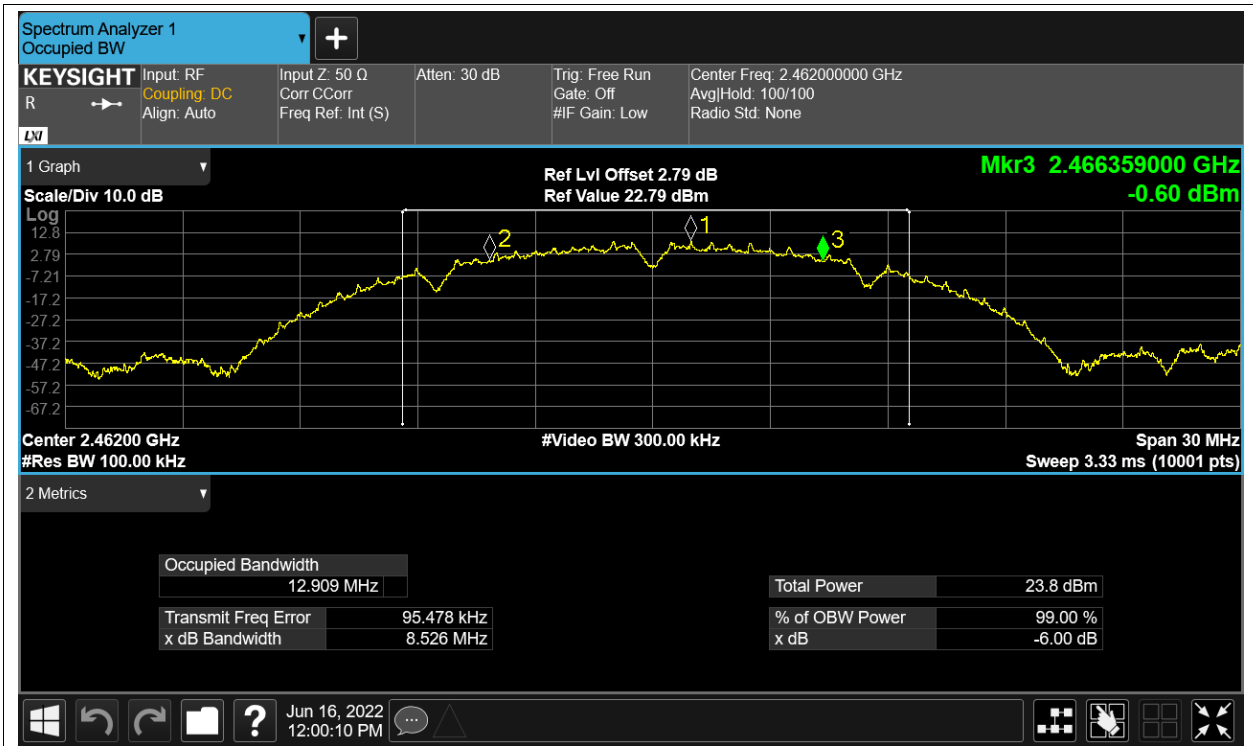 Spectrum Analyzer 1
Occupied BW
KEYSIGHT
R
LXI
Input: RF
Coupling: DC
Align: Auto
Input Z: 50 Ω
Corr CCorr
Freq Ref: Int (S)
Atten: 30 dB
Trig: Free Run
Gate: Off
#IF Gain: Low
Center Freq: 2.462000000 GHz
Avg|Hold: 100/100
Radio Std: None
1 Graph
Scale/Div 10.0 dB
Ref Lvl Offset 2.79 dB
Ref Value 22.79 dBm
Mkr3 2.466359000 GHz
-0.60 dBm
Log
12.8
2.79
-7.21
-17.2
-27.2
-37.2
-47.2
-57.2
-67.2
2
1
3
Center 2.46200 GHz
#Res BW 100.00 kHz
#Video BW 300.00 kHz
Span 30 MHz
Sweep 3.33 ms (10001 pts)
2 Metrics
Occupied Bandwidth
12.909 MHz
Transmit Freq Error 95.478 kHz
x dB Bandwidth 8.526 MHz
Total Power 23.8 dBm
% of OBW Power 99.00 %
x dB -6.00 dB
?
Jun 16, 2022
12:00:10 PM